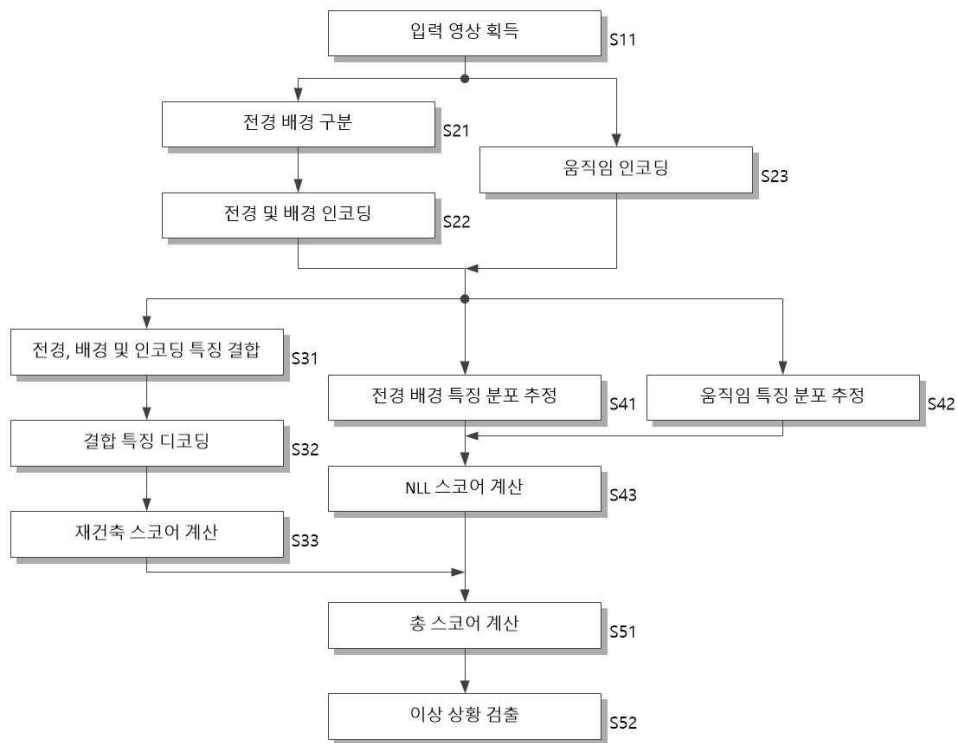 입력 영상 획득
S11
전경 배경 구분
S21
움직임 인코딩
S23
전경 및 배경 인코딩
S22
전경, 배경 및 인코딩 특징 결합
S31
전경 배경 특징 분포 추정
S41
움직임 특징 분포 추정
S42
결합 특징 디코딩
S32
NLL 스코어 계산
S43
재건축 스코어 계산
S33
총 스코어 계산
S51
이상 상황 검출
S52